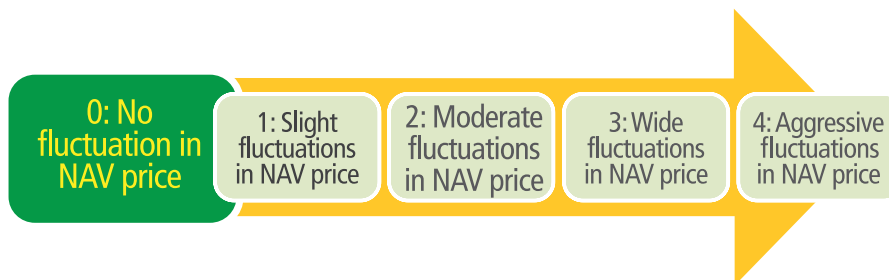 0: No
fluctuation in
NAV price
1: Slight
fluctuations
in NAV price
2: Moderate
fluctuations
in NAV price
3: Wide
fluctuations
in NAV price
4: Aggressive
fluctuations
in NAV price